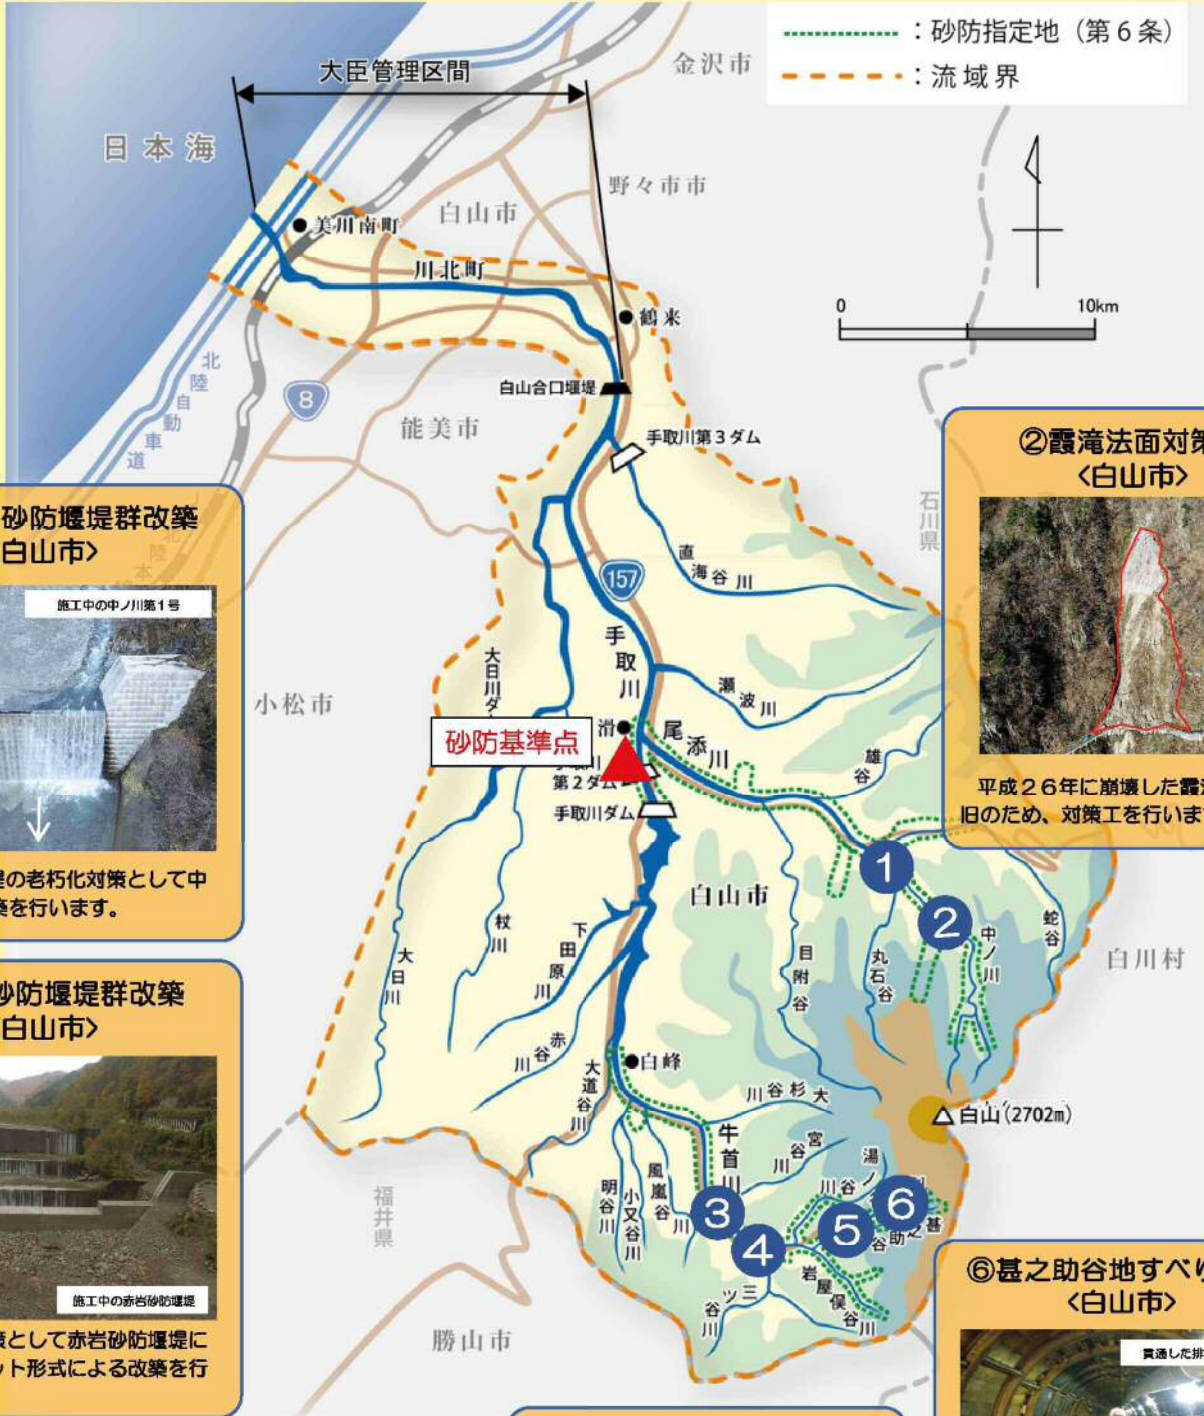 ：砂防指定地（第６条）
：流域界
金沢市
大臣管理区間
日本海
野々市市
白山市
美川南町
川北町
0
10km
鶴来
白山合口堰堤
北陸自動車道
8
能美市
手取川第３ダム
②霞滝法面対策
<白山市>
石川県
平成２６年に崩壊した霞
旧のため、対策工を行いま
砂防堰堤群改築
白山市>
施工中の中ノ川第１号
の老朽化対策として中
築を行います。
直海谷川
157
手取川
瀬波川
大日川ダ
小松市
滑
尾添川
砂防基準点
雄谷
第２ダム
手取川ダム
①
白山市
②
中ノ川
蛇谷
白川村
杖川
下田原川
大日川
目附谷
丸石谷
砂防堰堤群改築
白山市>
赤谷川
大道谷川
白峰
大杉谷川
白山(2702m)
牛首川
宮谷川
湯ノ谷川
福井県
明谷川
小又谷川
風嵐谷川
③
④
⑤
⑥
甚之助谷
施工中の赤岩砂防堰堤
策として赤岩砂防堰堤に
ット形式による改築を行
岩屋俣谷川
三ツ谷川
勝山市
⑥甚之助谷地すべり
<白山市>
貫通した排